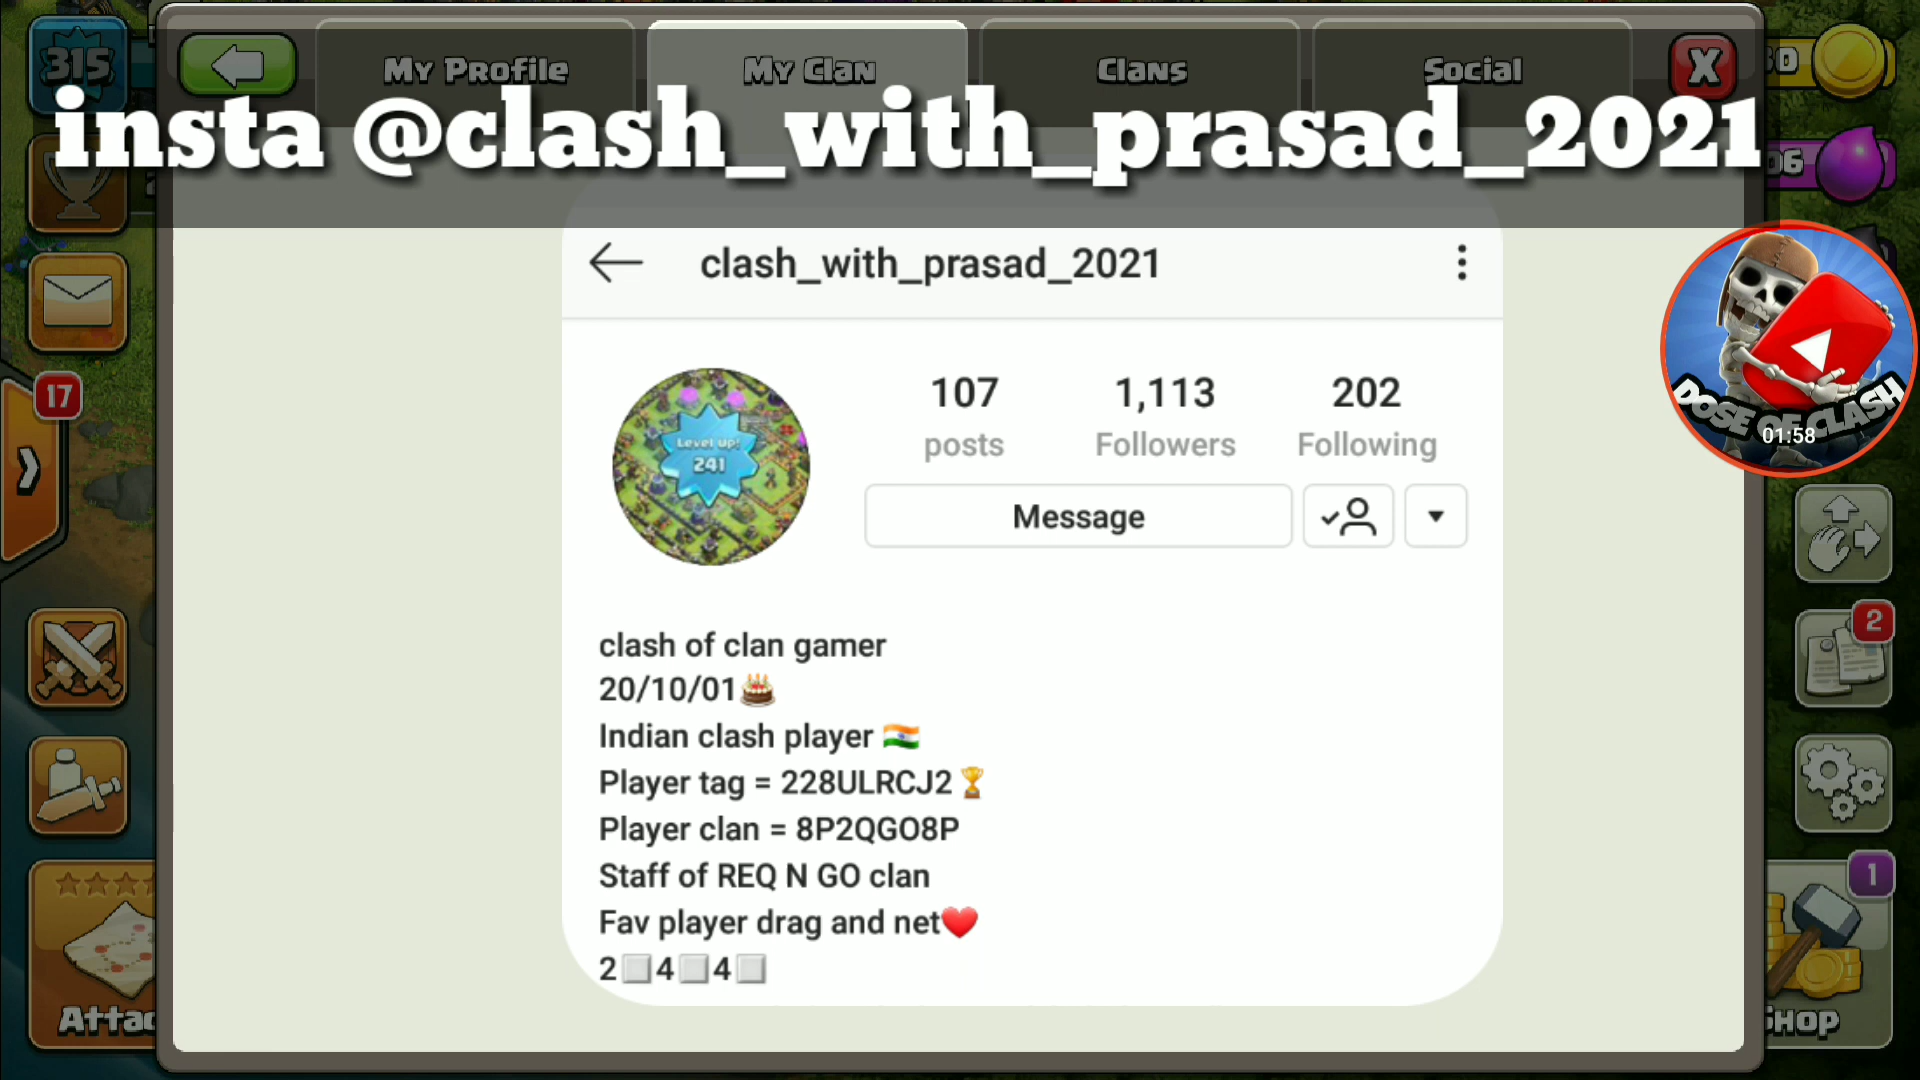 315
My Profile
My Clan
Clans
Social
X
insta @clash_with_prasad_2021
clash_with_prasad_2021
17
107
posts
1,113
Followers
202
Following
Level up!
241
Message
DOSE OF CLASH
01:58
clash of clan gamer
20/10/01🎂
Indian clash player 🇮🇳
Player tag = 228ULRCJ2🏆
Player clan = 8P2QGO8P
Staff of REQ N GO clan
Fav player drag and net❤️
2⬜4⬜4⬜
2
1
Attac
Shop